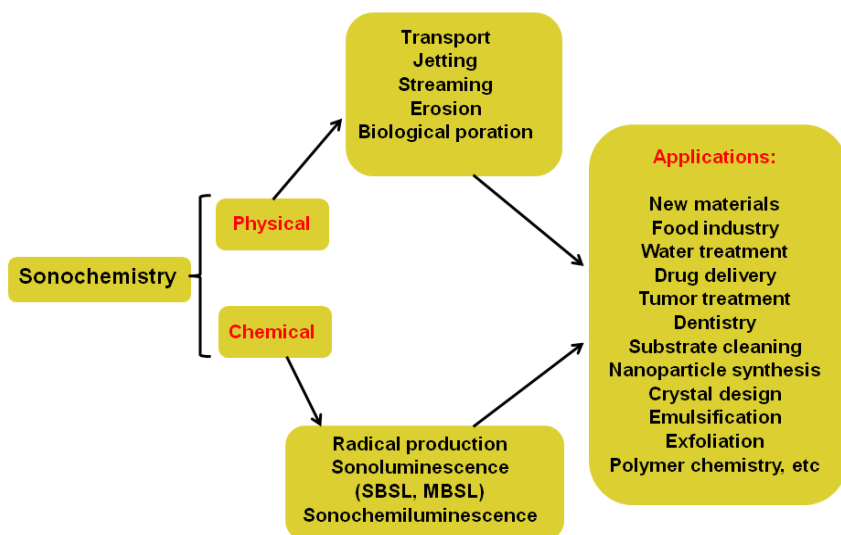 Transport
Jetting
Streaming
Erosion
Biological poration
Physical
Sonochemistry
Chemical
Radical production
Sonoluminescence
(SBSL, MBSL)
Sonochemiluminescence
Applications:
New materials
Food industry
Water treatment
Drug delivery
Tumor treatment
Dentistry
Substrate cleaning
Nanoparticle synthesis
Crystal design
Emulsification
Exfoliation
Polymer chemistry, etc